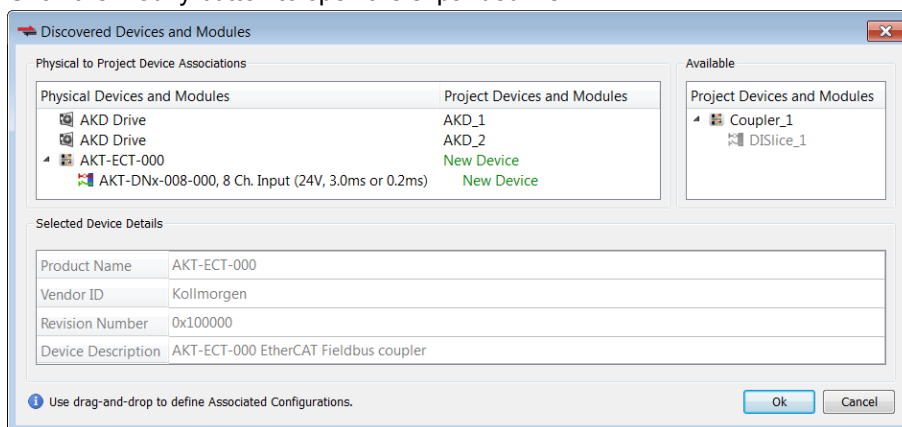 Discovered Devices and Modules
Physical to Project Device Associations
Available
Physical Devices and Modules Project Devices and Modules
Project Devices and Modules
AKD Drive AKD_1
Coupler_1
AKD Drive AKD_2
DISlice_1
AKT-ECT-000 New Device
AKT-DNx-008-000, 8 Ch. Input (24V, 3.0ms or 0.2ms) New Device
Selected Device Details
Product Name AKT-ECT-000
Vendor ID Kollmorgen
Revision Number 0x100000
Device Description AKT-ECT-000 EtherCAT Fieldbus coupler
Use drag-and-drop to define Associated Configurations.
Ok Cancel